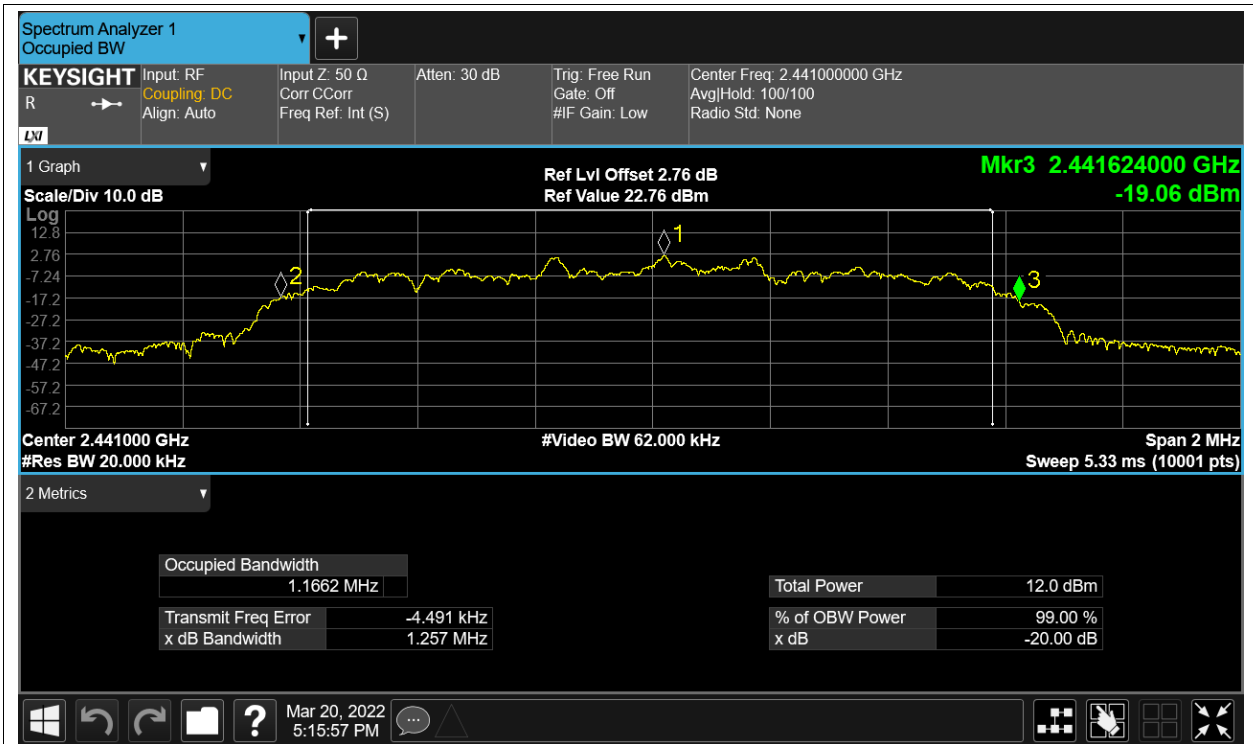 Spectrum Analyzer 1
Occupied BW
KEYSIGHT
R
LXI
Input: RF
Coupling: DC
Align: Auto
Input Z: 50 Ω
Corr CCorr
Freq Ref: Int (S)
Atten: 30 dB
Trig: Free Run
Gate: Off
#IF Gain: Low
Center Freq: 2.441000000 GHz
Avg|Hold: 100/100
Radio Std: None
1 Graph
Scale/Div 10.0 dB
Ref Lvl Offset 2.76 dB
Ref Value 22.76 dBm
Mkr3 2.441624000 GHz
-19.06 dBm
Log
12.8
2.76
-7.24
-17.2
-27.2
-37.2
-47.2
-57.2
-67.2
1
2
3
Center 2.441000 GHz
#Res BW 20.000 kHz
#Video BW 62.000 kHz
Span 2 MHz
Sweep 5.33 ms (10001 pts)
2 Metrics
Occupied Bandwidth
1.1662 MHz
Transmit Freq Error -4.491 kHz
x dB Bandwidth 1.257 MHz
Total Power 12.0 dBm
% of OBW Power 99.00 %
x dB -20.00 dB
?
Mar 20, 2022
5:15:57 PM